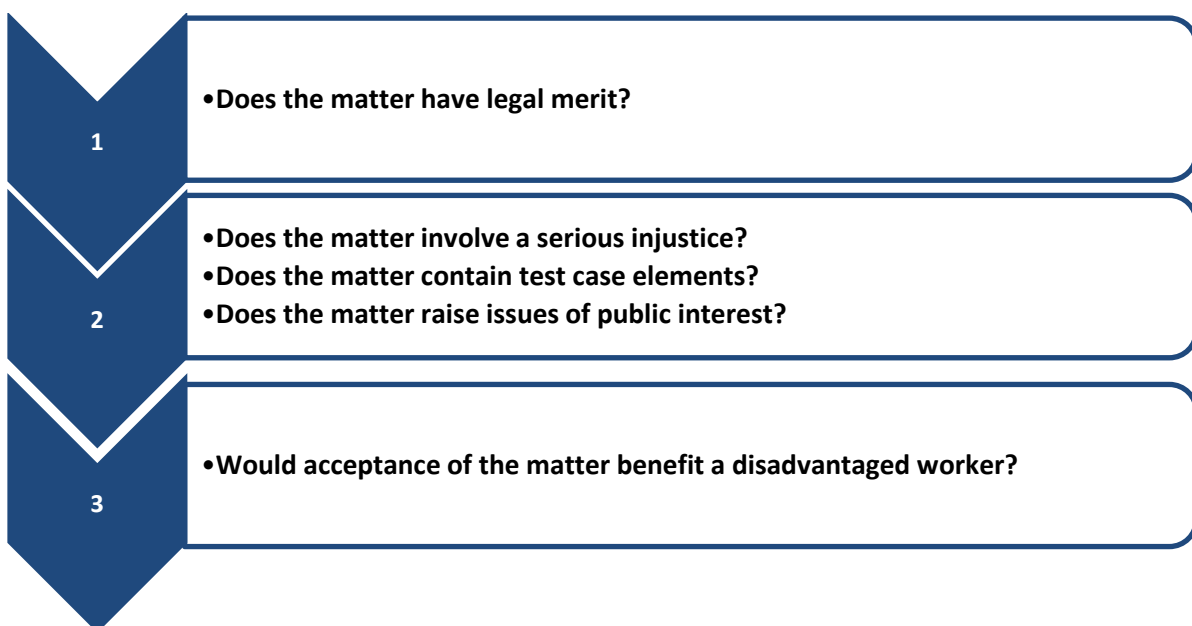 1
•Does the matter have legal merit?
2
•Does the matter involve a serious injustice?
•Does the matter contain test case elements?
•Does the matter raise issues of public interest?
3
•Would acceptance of the matter benefit a disadvantaged worker?